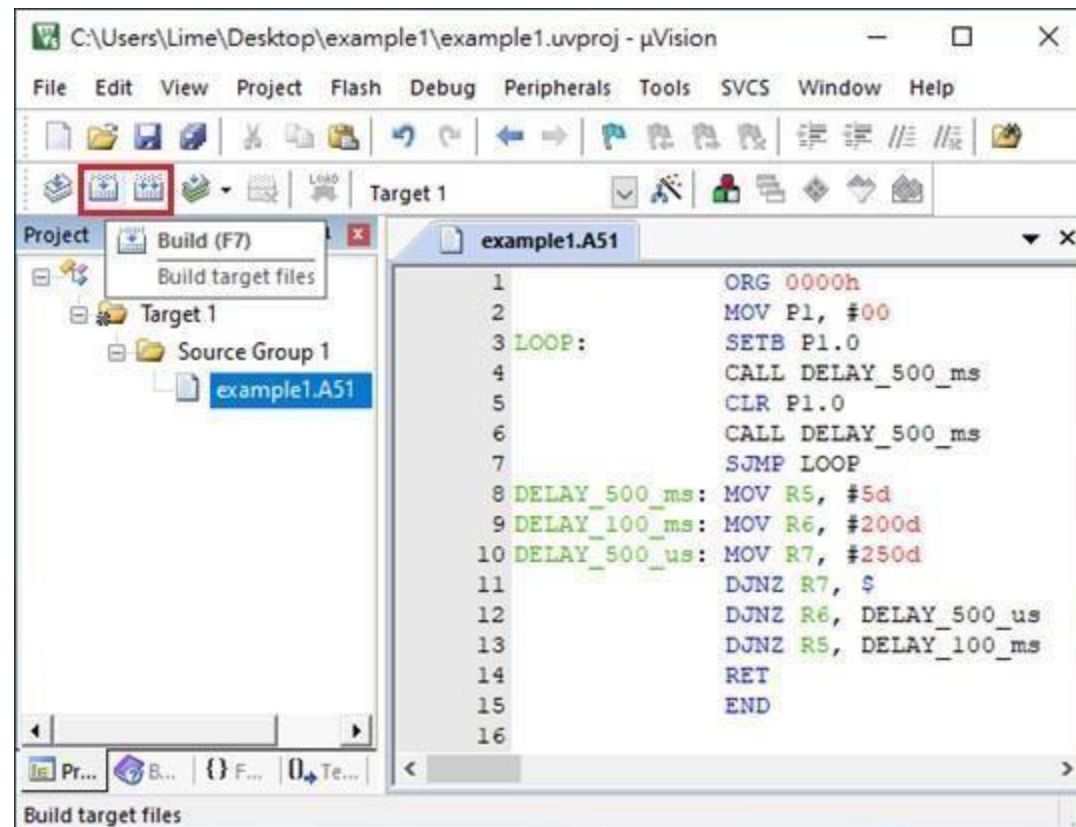 C:\Users\Lime\Desktop\example1\example1.uvproj - µVision
File Edit View Project Flash Debug Peripherals Tools SVCS Window Help
LOAD Target 1
Project
Build (F7)
Build target files
Target 1
Source Group 1
example1.A51
example1.A51
1 ORG 0000h
2 MOV P1, #00
3 LOOP: SETB P1.0
4 CALL DELAY_500_ms
5 CLR P1.0
6 CALL DELAY_500_ms
7 SJMP LOOP
8 DELAY_500_ms: MOV R5, #5d
9 DELAY_100_ms: MOV R6, #200d
10 DELAY_500_us: MOV R7, #250d
11 DJNZ R7, $
12 DJNZ R6, DELAY_500_us
13 DJNZ R5, DELAY_100_ms
14 RET
15 END
16
Pr... B... {} F... 0 Te...
Build target files